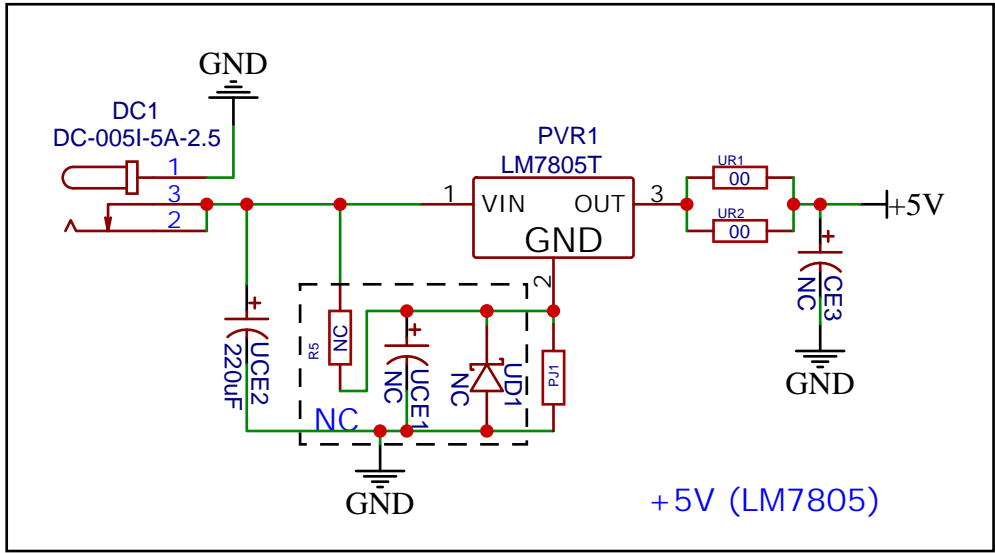 GND
DC1
DC-005I-5A-2.5
1
3
2
PVR1
LM7805T
1
VIN
OUT
3
GND
2
UR1
00
UR2
00
+5V
CE3
NC
GND
UCE2
220uF
R5
NC
UCE1
NC
UD1
NC
PJ1
NC
GND
+5V (LM7805)